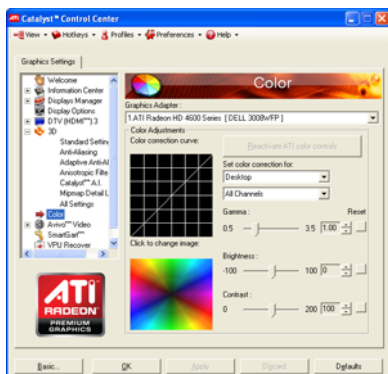 Catalyst™ Control Center
View
Hotkeys
Profiles
Preferences
Help
Graphics Settings
Welcome
Information Center
Displays Manager
Display Options
DTV (HDMI™) 3
3D
Standard Settin
Anti-Aliasing
Adaptive Anti-Al
Anisotropic Filte
Catalyst™ A.I.
Mipmap Detail L
All Settings
Color
Avivo™ Video
SmartGart™
VPU Recover
ATI
RADEON
PREMIUM
GRAPHICS
Color
Graphics Adapter :
1.ATI Radeon HD 4600 Series [ DELL 3008WFP ]
Color Adjustments
Color correction curve:
Reactivate ATI color controls
Set color correction for:
Desktop
All Channels
Gamma :
Reset
0.5
3.5
1.00
Click to change image:
Brightness :
-100
100
0
Contrast :
0
200
100
Basic...
OK
Apply
Discard
Defaults